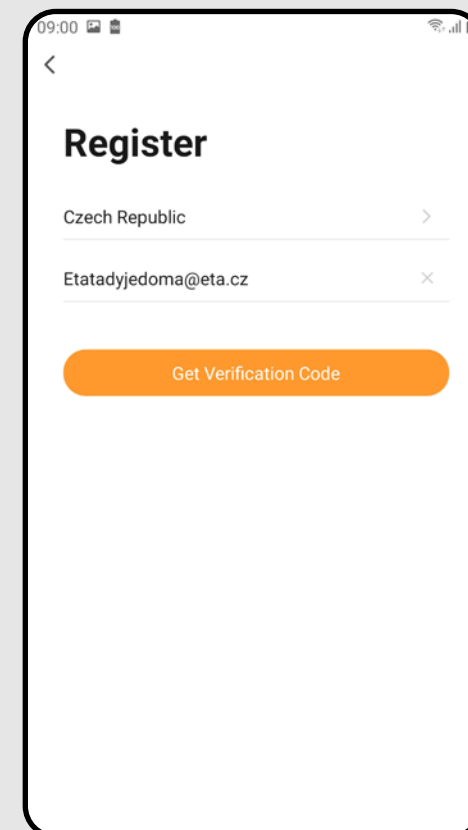 09:00
Register
Czech Republic
Etatadyjedoma@eta.cz
Get Verification Code